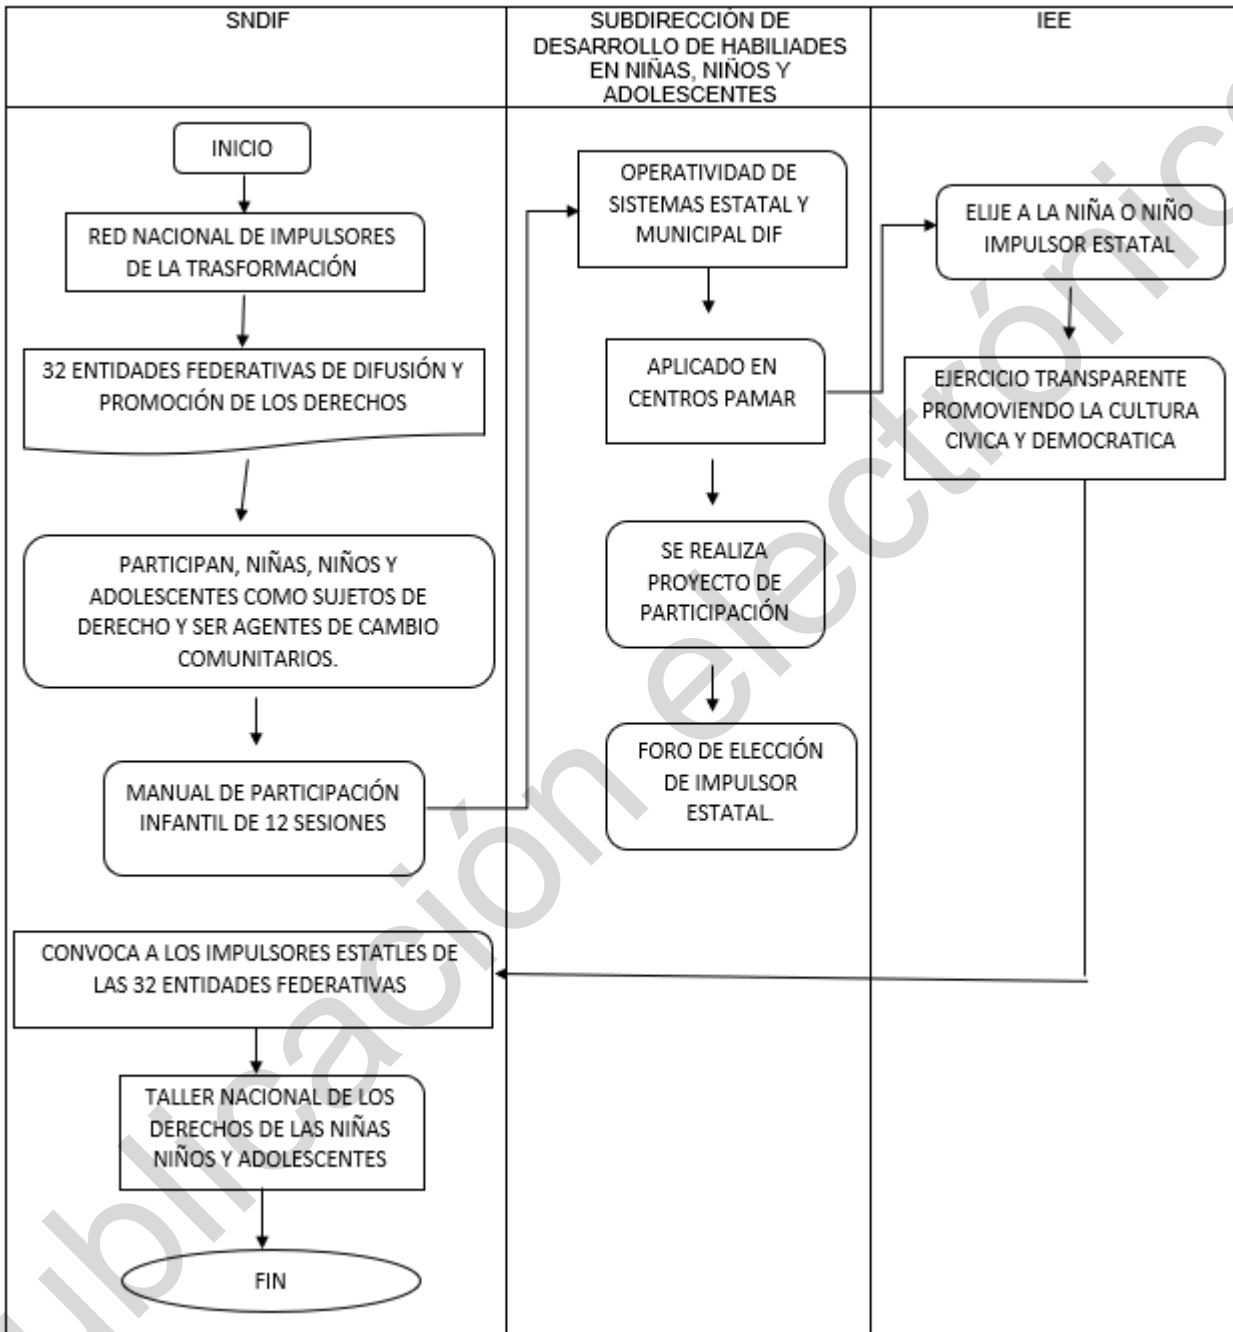 SNDIF
SUBDIRECCIÓN DE
DESARROLLO DE HABILIADES
EN NIÑAS, NIÑOS Y
ADOLESCENTES
IEE
INICIO
RED NACIONAL DE IMPULSORES
DE LA TRASFORMACIÓN
32 ENTIDADES FEDERATIVAS DE DIFUSIÓN Y
PROMOCIÓN DE LOS DERECHOS
PARTICIPAN, NIÑAS, NIÑOS Y
ADOLESCENTES COMO SUJETOS DE
DERECHO Y SER AGENTES DE CAMBIO
COMUNITARIOS.
MANUAL DE PARTICIPACIÓN
INFANTIL DE 12 SESIONES
OPERATIVIDAD DE
SISTEMAS ESTATAL Y
MUNICIPAL DIF
APLICADO EN
CENTROS PAMAR
SE REALIZA
PROYECTO DE
PARTICIPACIÓN
FORO DE ELECCIÓN
DE IMPULSOR
ESTATAL.
ELIJE A LA NIÑA O NIÑO
IMPULSOR ESTATAL
EJERCICIO TRANSPARENTE
PROMOVIENDO LA CULTURA
CIVICA Y DEMOCRATICA
CONVOCA A LOS IMPULSORES ESTATLES DE
LAS 32 ENTIDADES FEDERATIVAS
TALLER NACIONAL DE LOS
DERECHOS DE LAS NIÑAS
NIÑOS Y ADOLESCENTES
FIN
ublicación electrónica